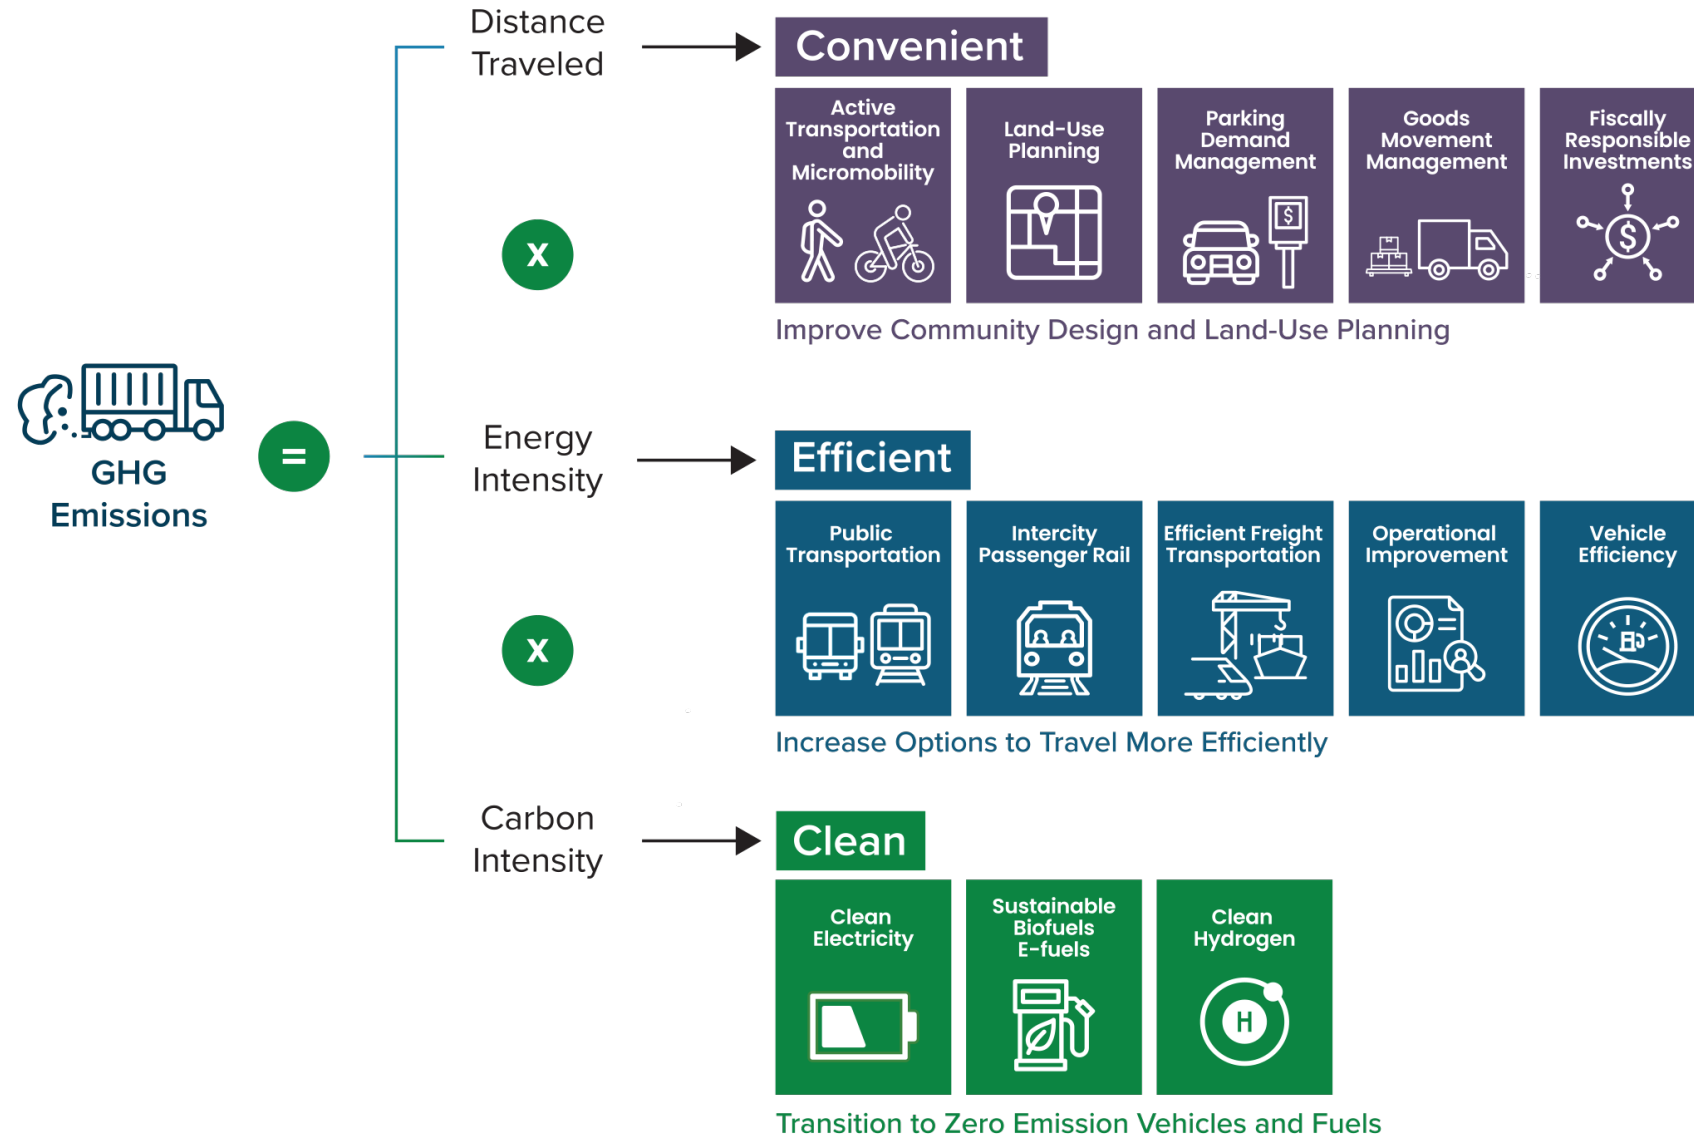 Distance
Traveled
Convenient
Active
Transportation
and
Micromobility
Land-Use
Planning
Parking
Demand
Management
$
Goods
Movement
Management
Fiscally
Responsible
Investments
$
x
Improve Community Design and Land-Use Planning
GHG
Emissions
=
Energy
Intensity
Efficient
Public
Transportation
Intercity
Passenger Rail
Efficient Freight
Transportation
Operational
Improvement
Vehicle
Efficiency
x
Increase Options to Travel More Efficiently
Carbon
Intensity
Clean
Clean
Electricity
Sustainable
Biofuels
E-fuels
Clean
Hydrogen
H
Transition to Zero Emission Vehicles and Fuels